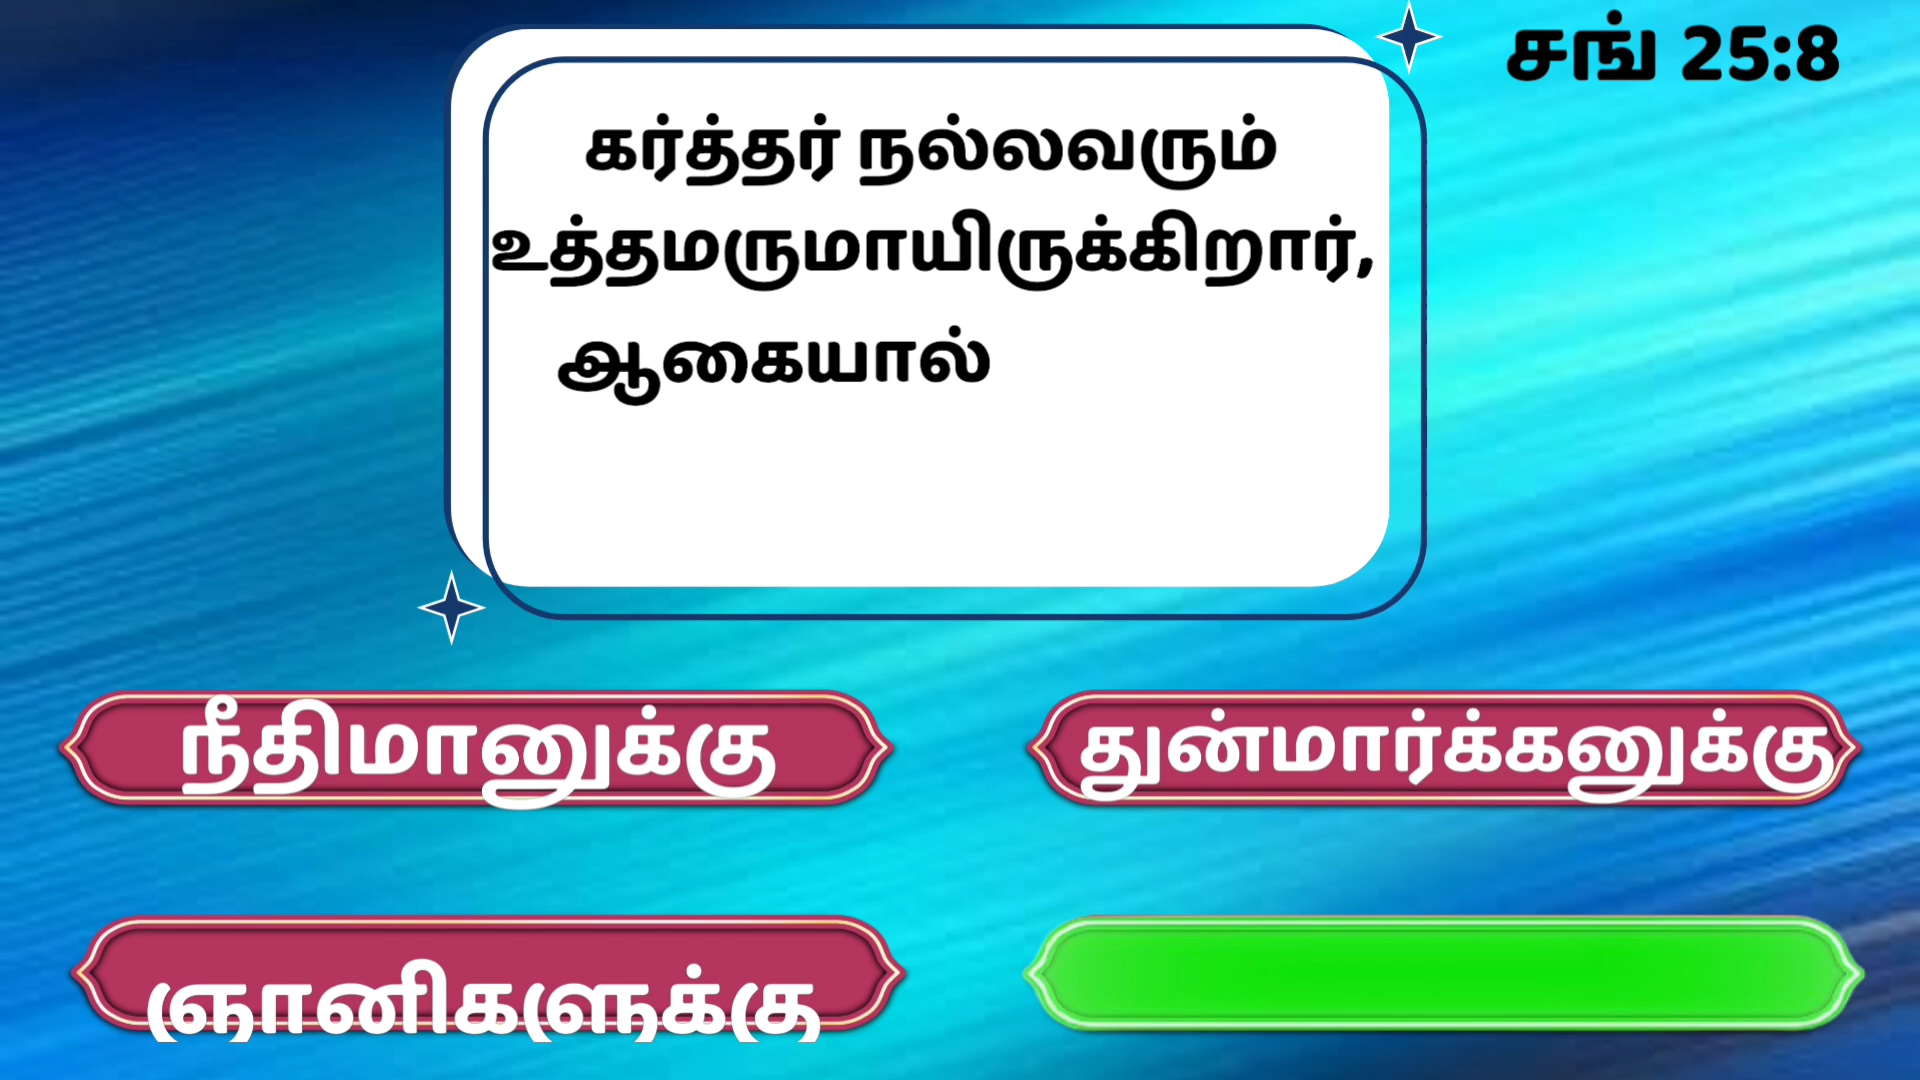 சங் 25:8
கர்த்தர் நல்லவரும்
உத்தமருமாயிருக்கிறார்,
ஆகையால்
நீதிமானுக்கு
துன்மார்க்கனுக்கு
ஞானிகளுக்கு